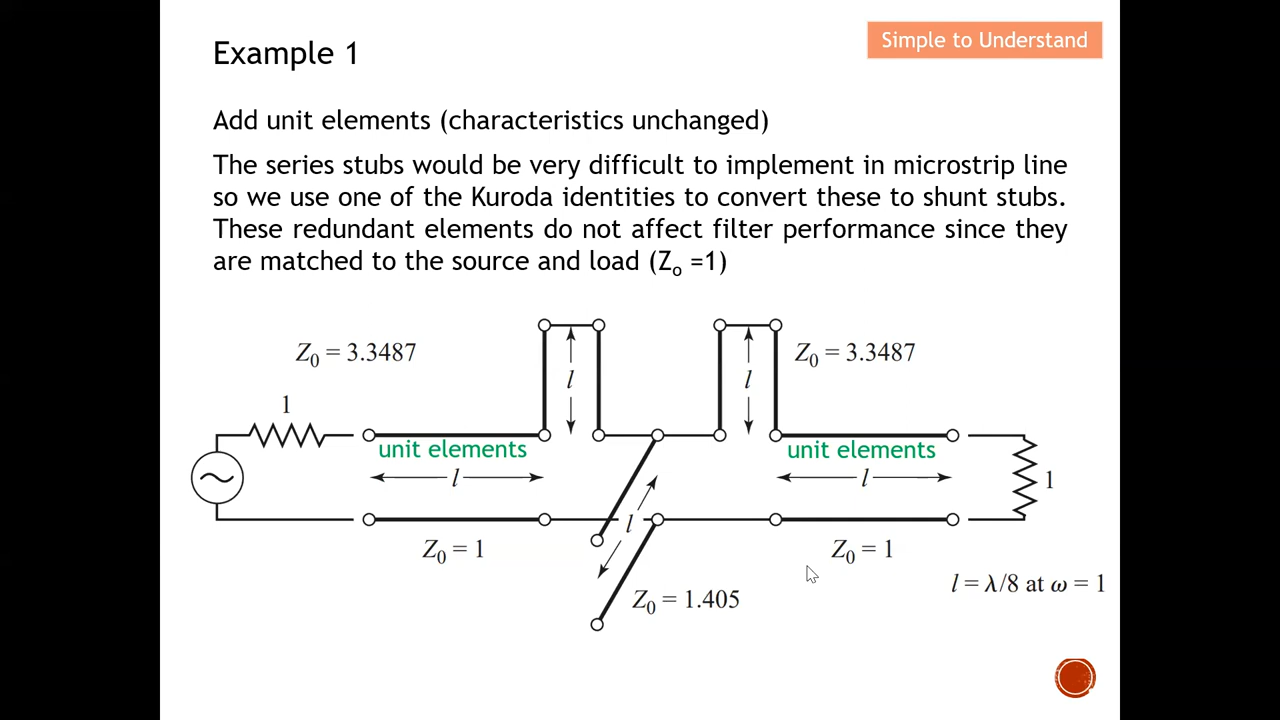 Example 1
Simple to Understand
Add unit elements (characteristics unchanged)
The series stubs would be very difficult to implement in microstrip line
so we use one of the Kuroda identities to convert these to shunt stubs.
These redundant elements do not affect filter performance since they
are matched to the source and load (Zₒ =1)
Z₀ = 3.3487
Z₀ = 3.3487
1
l
l
unit elements
unit elements
l
l
1
l
Z₀ = 1
Z₀ = 1
l = λ/8 at ω = 1
Z₀ = 1.405